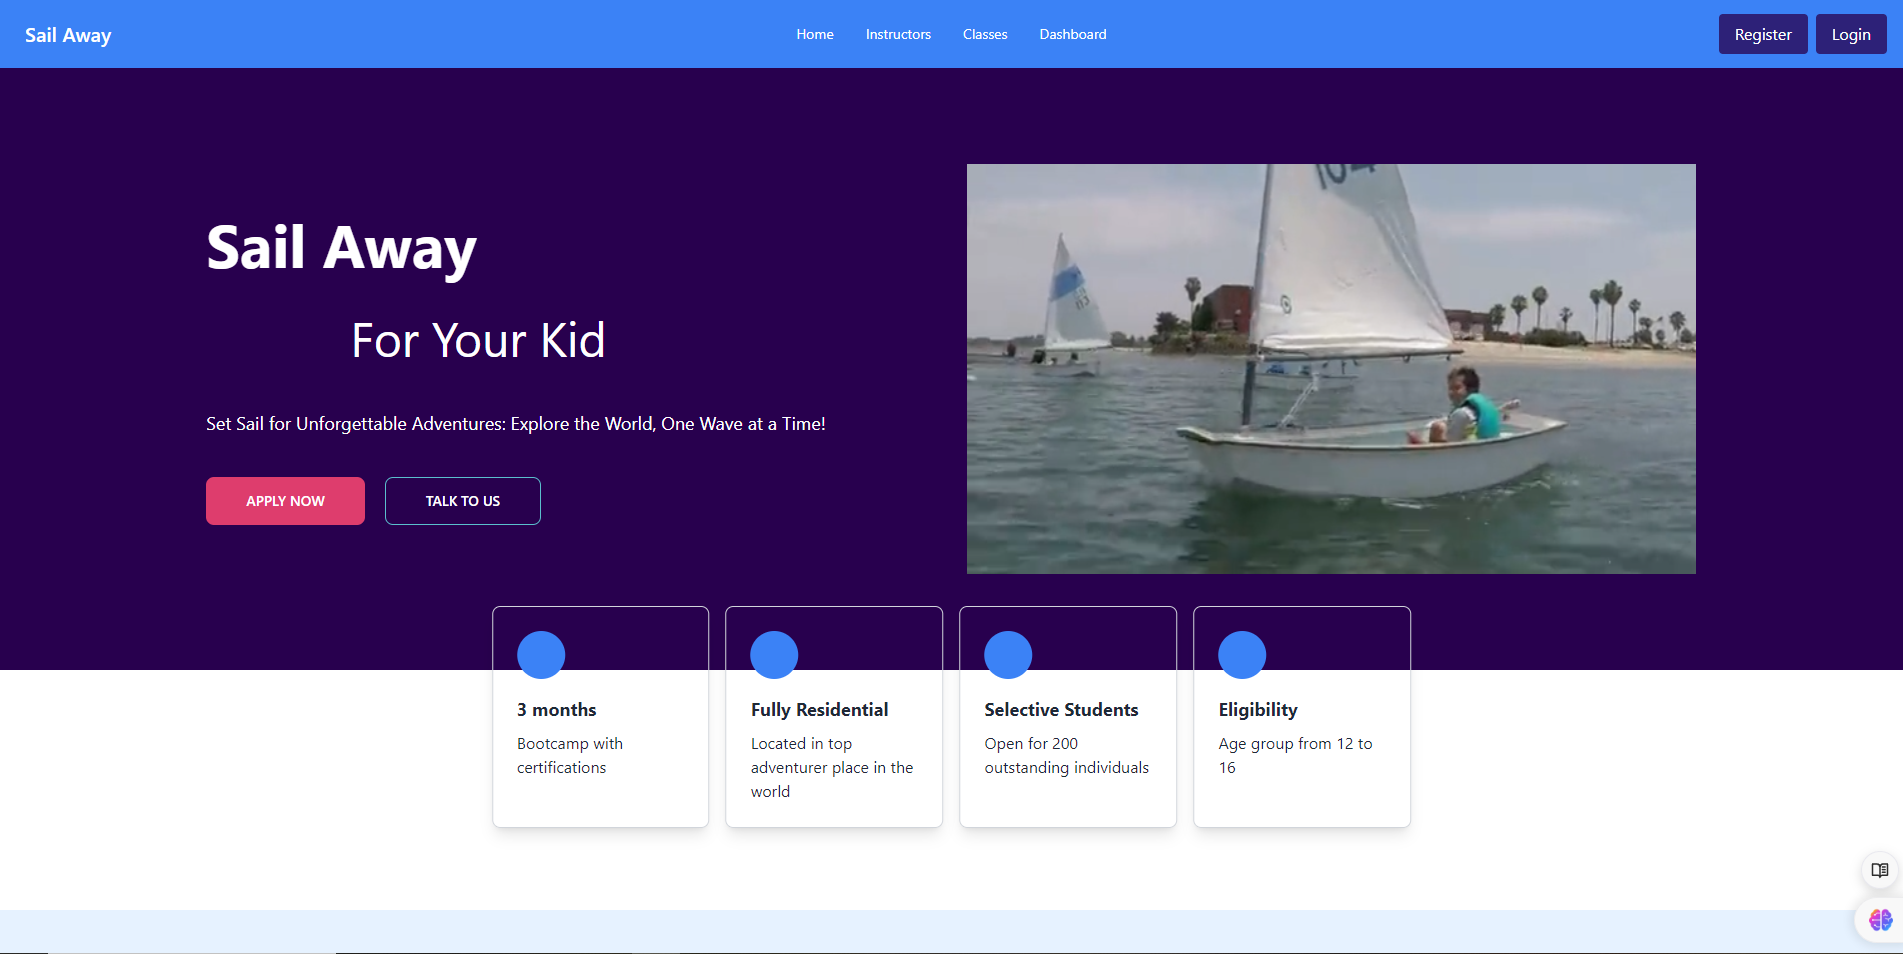 Sail Away
Home Instructors Classes Dashboard
Register Login
Sail Away
For Your Kid
Set Sail for Unforgettable Adventures: Explore the World, One Wave at a Time!
APPLY NOW TALK TO US
104
3 months
Bootcamp with
certifications
Fully Residential
Located in top
adventurer place in the
world
Selective Students
Open for 200
outstanding individuals
Eligibility
Age group from 12 to
16